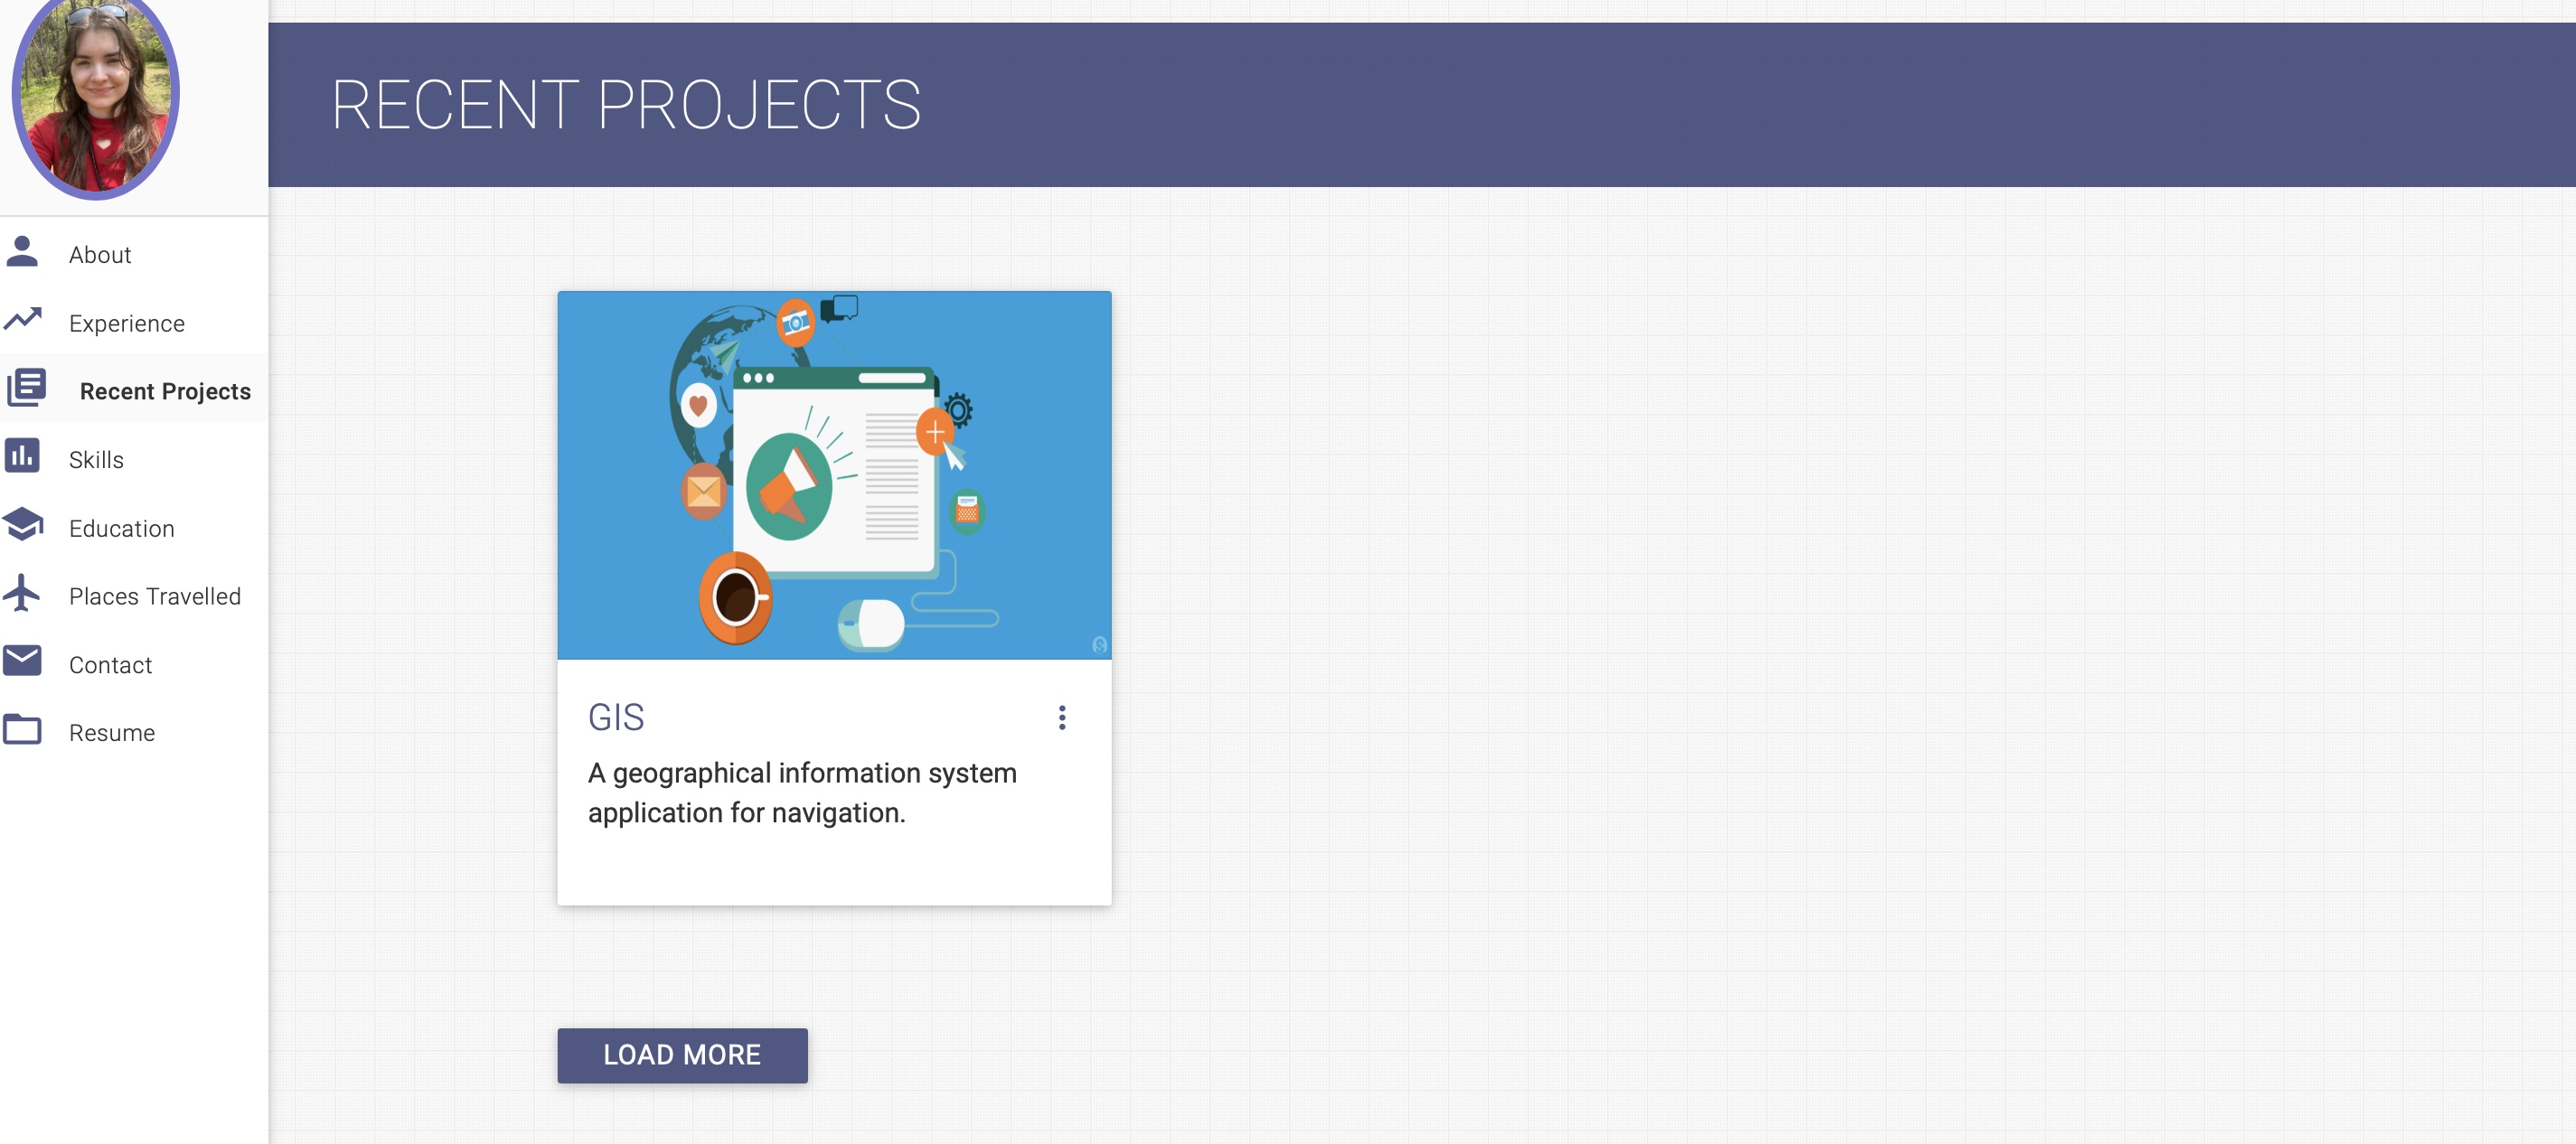 RECENT PROJECTS
About
Experience
Recent Projects
Skills
Education
Places Travelled
Contact
Resume
GIS
A geographical information system
application for navigation.
LOAD MORE